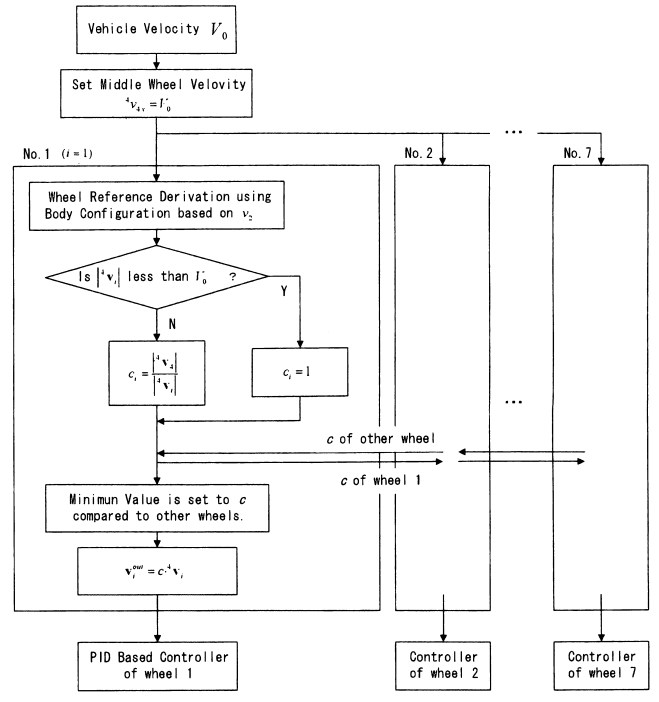 Vehicle Velocity V₀
Set Middle Wheel Velovity
⁴v₄ₓ = V₀
...
No. 1 (i = 1)
No. 2
No. 7
Wheel Reference Derivation using
Body Configuration based on v₂
Is |⁴vᵢ| less than V₀ ?
Y
N
cᵢ = |⁴v₄| / |⁴vᵢ|
cᵢ = 1
...
c of other wheel
c of wheel 1
Minimun Value is set to c
compared to other wheels.
vᵢᵒᵘᵗ = c·⁴vᵢ
PID Based Controller
of wheel 1
Controller
of wheel 2
Controller
of wheel 7